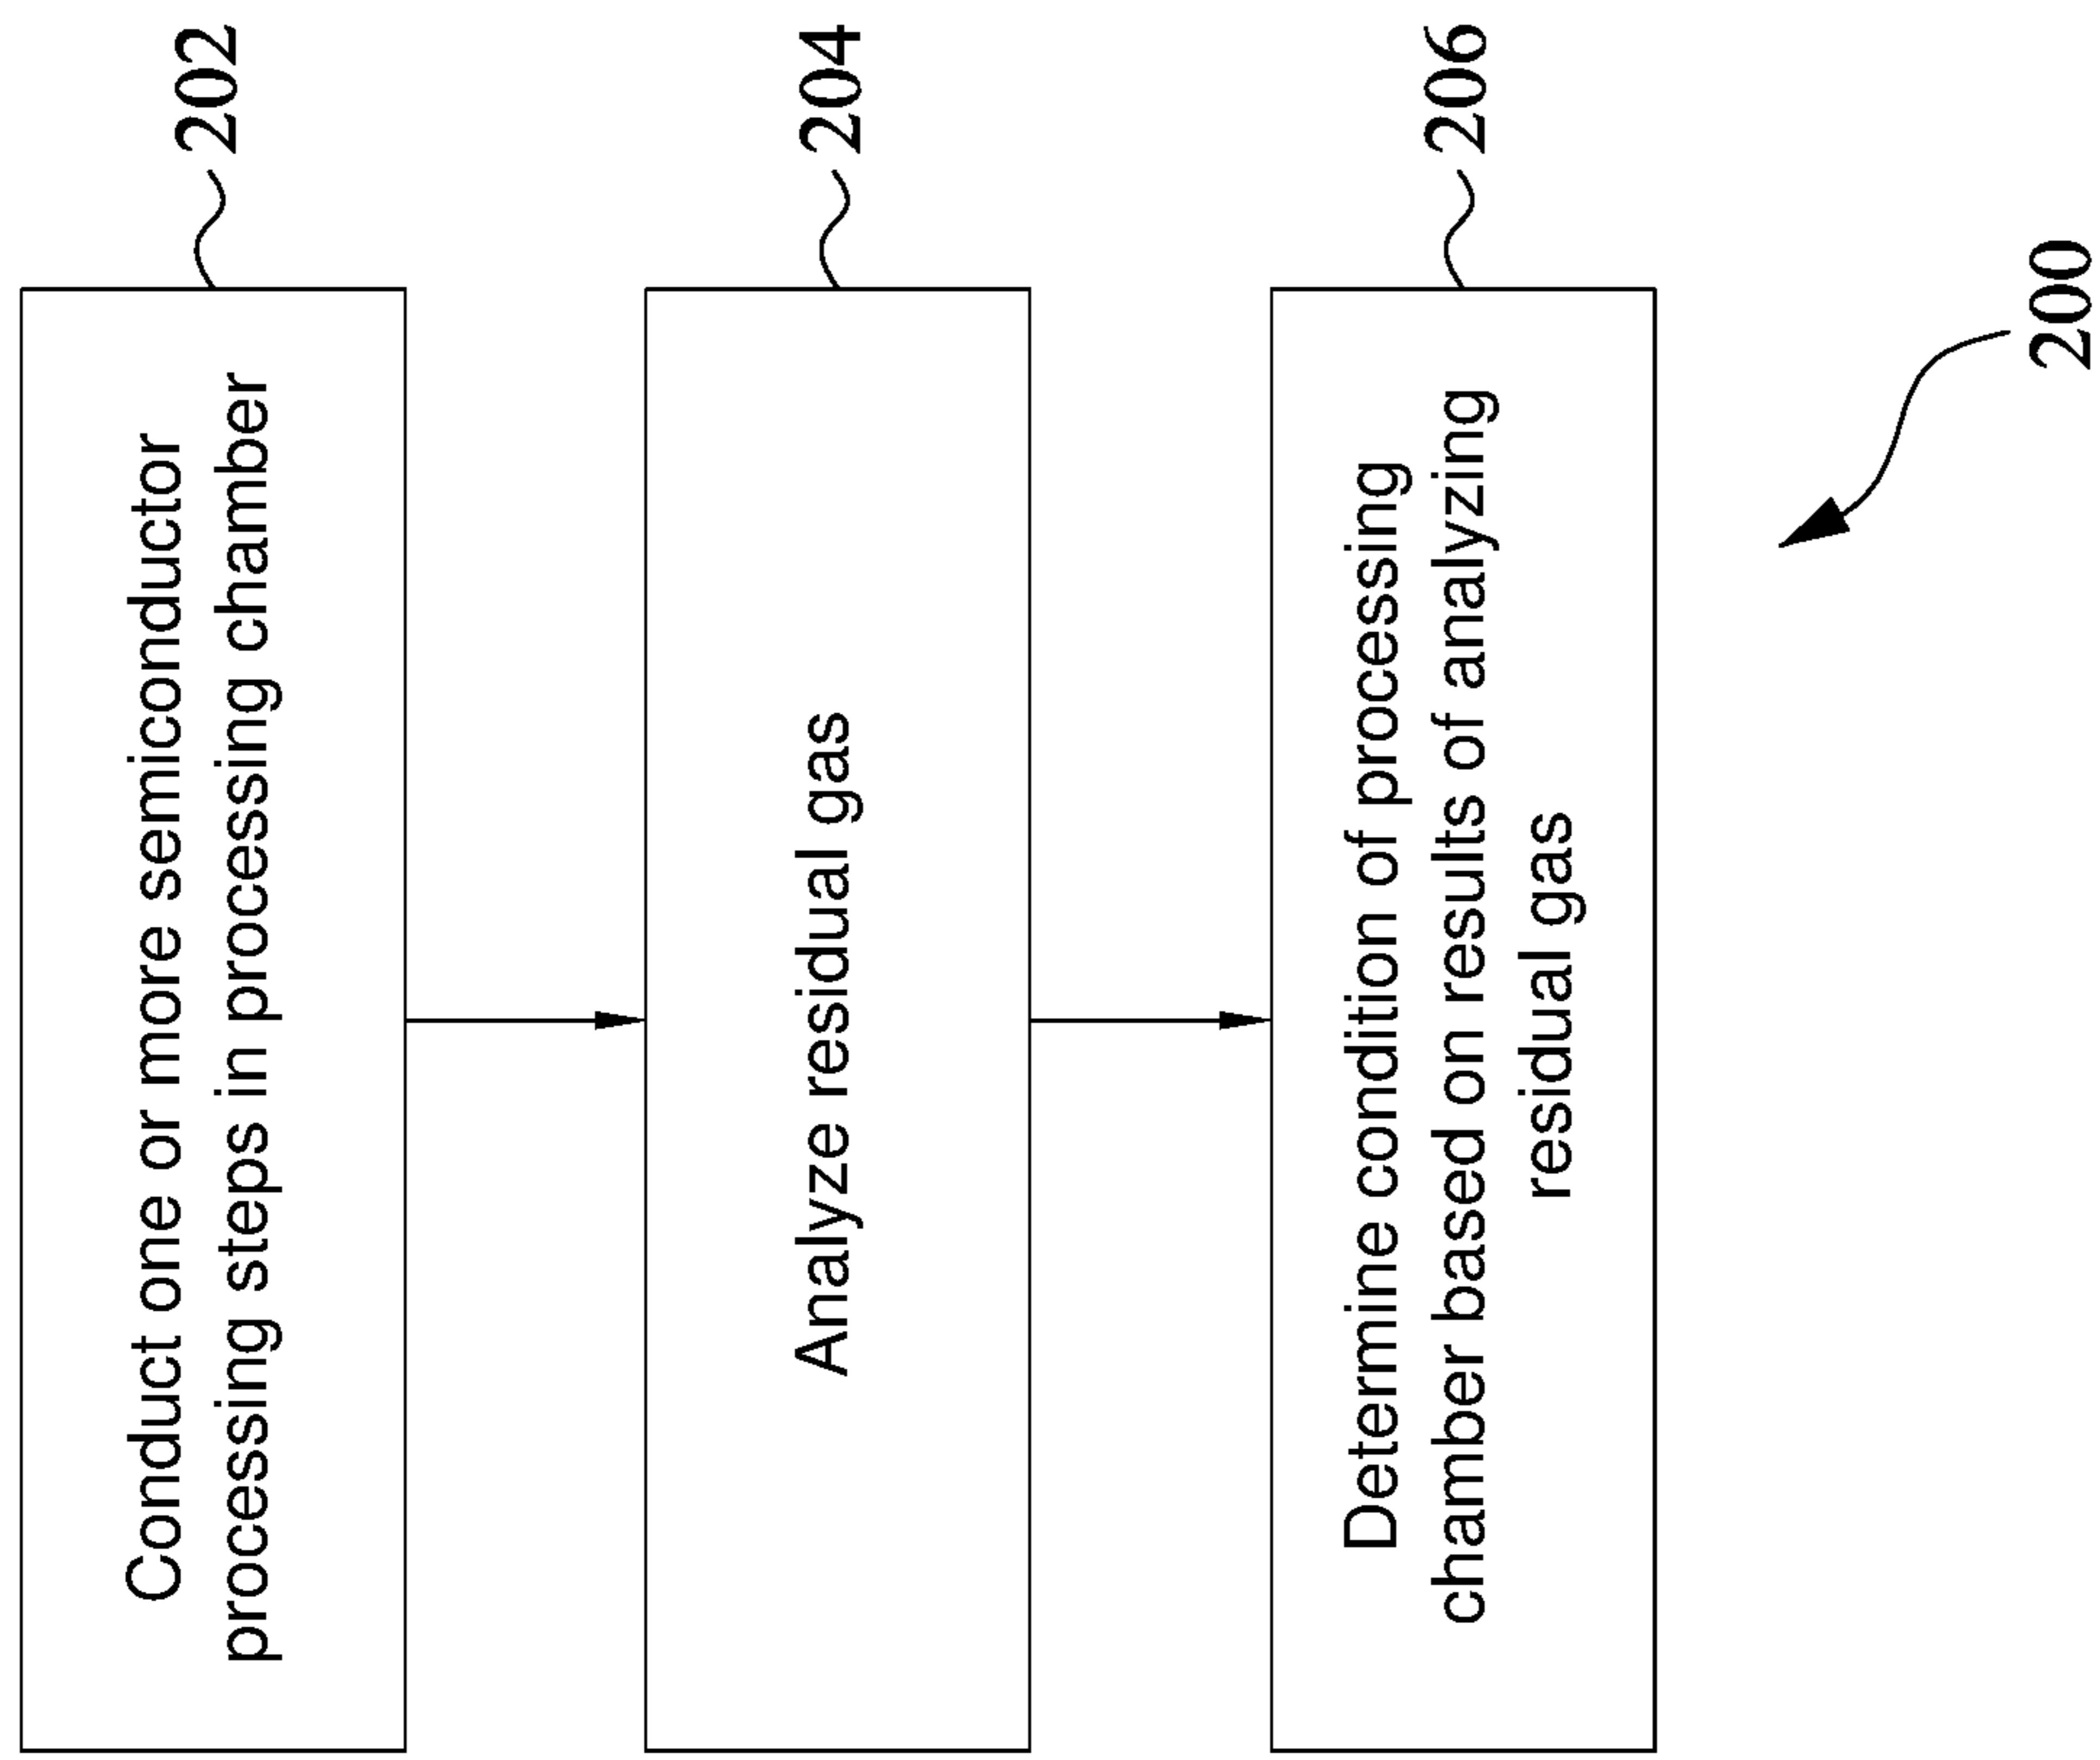 Conduct one or more semiconductor
processing steps in processing chamber
202
Analyze residual gas
204
Determine condition of processing
chamber based on results of analyzing
residual gas
206
200